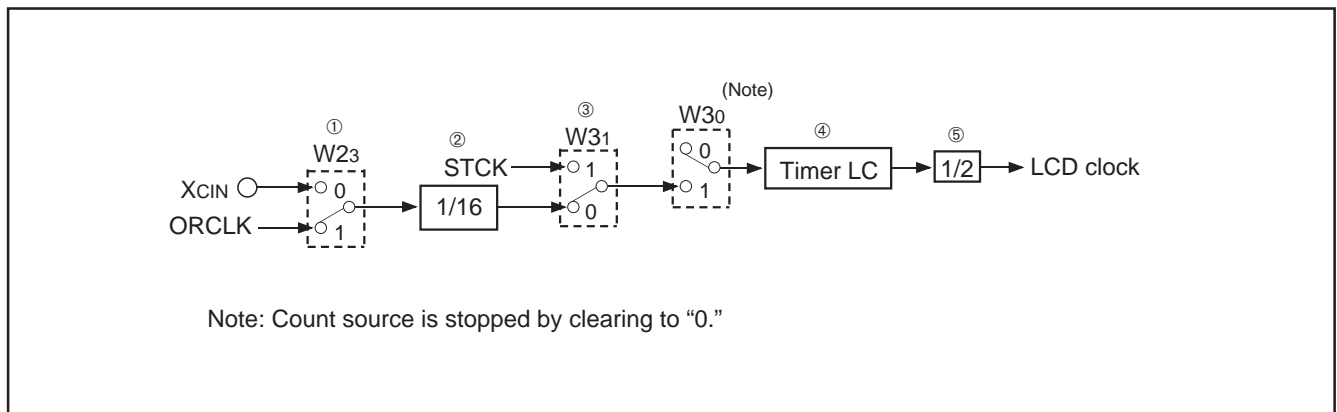 (Note)
① ② ③ W30 ④ ⑤
W23 STCK W31
XCIN 0 1/16 1 0 Timer LC 1/2 LCD clock
ORCLK 1 0 1
Note: Count source is stopped by clearing to “0.”